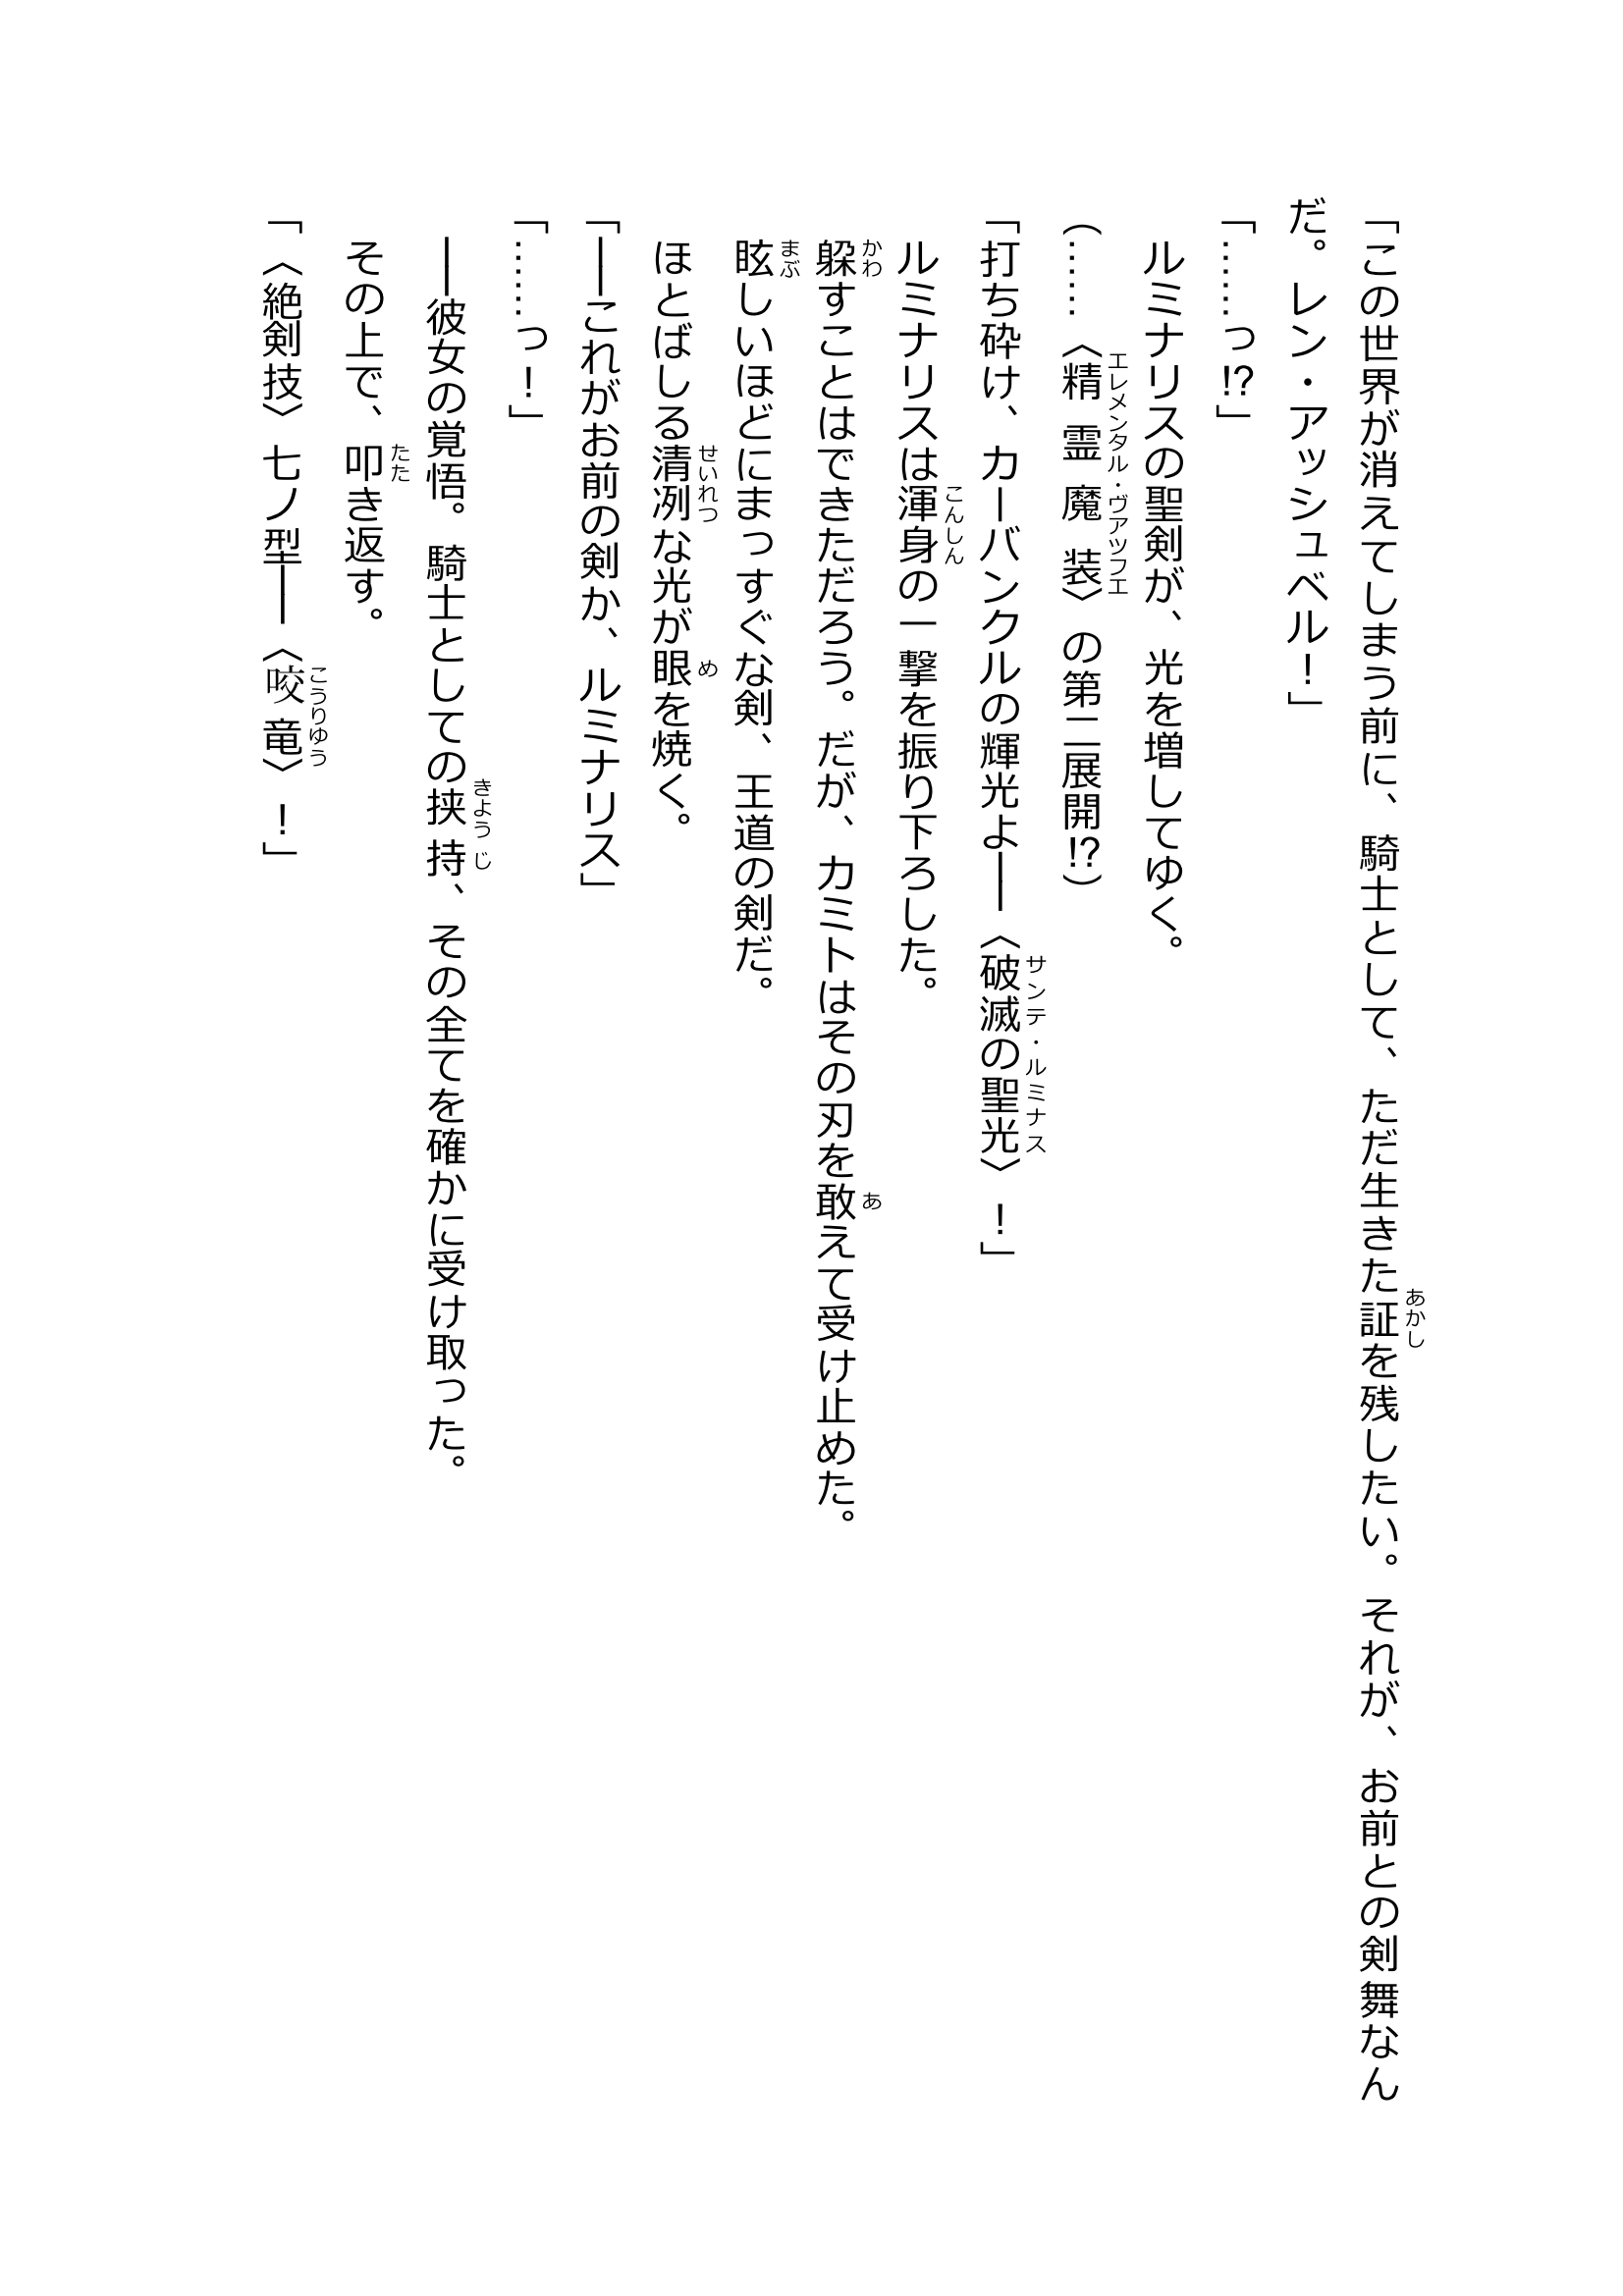 「この世界が消えてしまう前に、騎士として、ただ生きた証を残したい。それが、お前との剣舞なん
だ。レン・アッシュベル！」
「……っ⁉」
ルミナリスの聖剣が、光を増してゆく。
（……〈精霊魔装〉の第二展開⁉）
「打ち砕け、カーバンクルの輝光よ――〈破滅の聖光〉！」
ルミナリスは渾身の一撃を振り下ろした。
躱すことはできただろう。だが、カミトはその刃を敢えて受け止めた。
眩しいほどにまっすぐな剣、王道の剣だ。
ほとばしる清冽な光が眼を焼く。
「――これがお前の剣か、ルミナリス」
「……っ！」
――彼女の覚悟。騎士としての挟持、その全てを確かに受け取った。
その上で、叩き返す。
「〈絶剣技〉七ノ型――〈咬竜〉！」